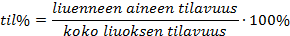 til% = liuenneen aineen tilavuus / koko liuoksen tilavuus · 100%